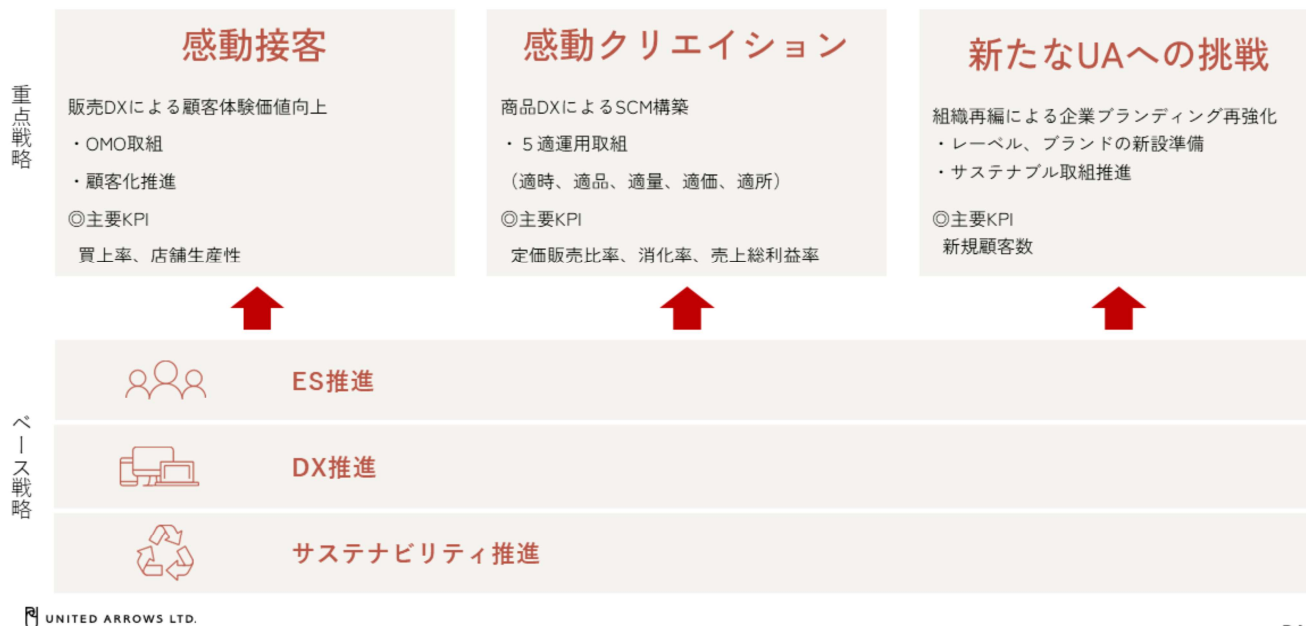 重点戦略
感動接客
販売DXによる顧客体験価値向上
・OMO取組
・顧客化推進
◎主要KPI
買上率、店舗生産性
感動クリエイション
商品DXによるSCM構築
・５適運用取組
（適時、適品、適量、適価、適所）
◎主要KPI
定価販売比率、消化率、売上総利益率
新たなUAへの挑戦
組織再編による企業ブランディング再強化
・レーベル、ブランドの新設準備
・サステナブル取組推進
◎主要KPI
新規顧客数
ベース戦略
ES推進
DX推進
サステナビリティ推進
UNITED ARROWS LTD.